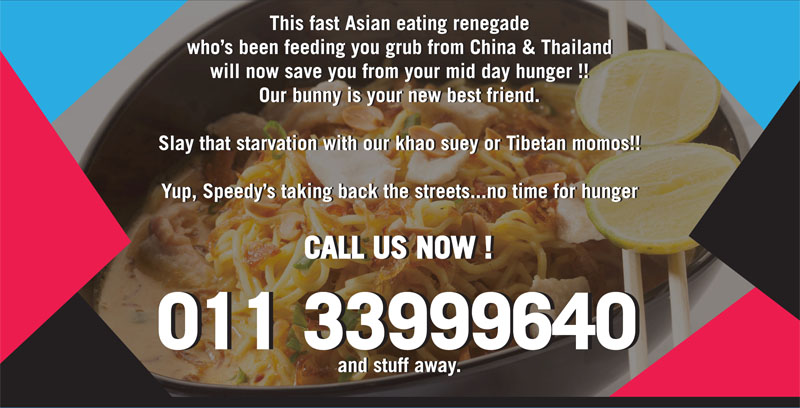 This fast Asian eating renegade
who's been feeding you grub from China & Thailand
will now save you from your mid day hunger !!
Our bunny is your new best friend.
Slay that starvation with our khao suey or Tibetan momos!!
Yup, Speedy's taking back the streets...no time for hunger
CALL US NOW !
011 33999640
and stuff away.